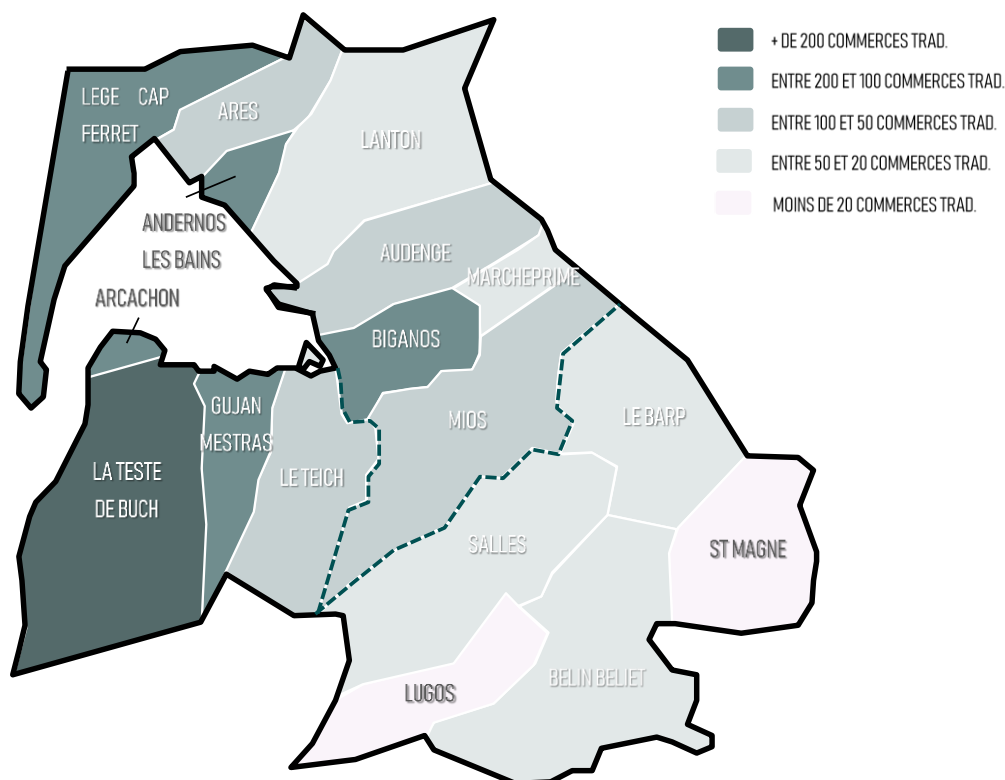 + DE 200 COMMERCES TRAD.
ENTRE 200 ET 100 COMMERCES TRAD.
ENTRE 100 ET 50 COMMERCES TRAD.
ENTRE 50 ET 20 COMMERCES TRAD.
MOINS DE 20 COMMERCES TRAD.
LEGE CAP
FERRET
ARES
LANTON
ANDERNOS
LES BAINS
ARCACHON
AUDENGE
MARCHEPRIME
BIGANOS
GUJAN
MESTRAS
MIOS
LE BARP
LA TESTE
DE BUCH
LE TEICH
SALLES
ST MAGNE
LUGOS
BELIN BELIET